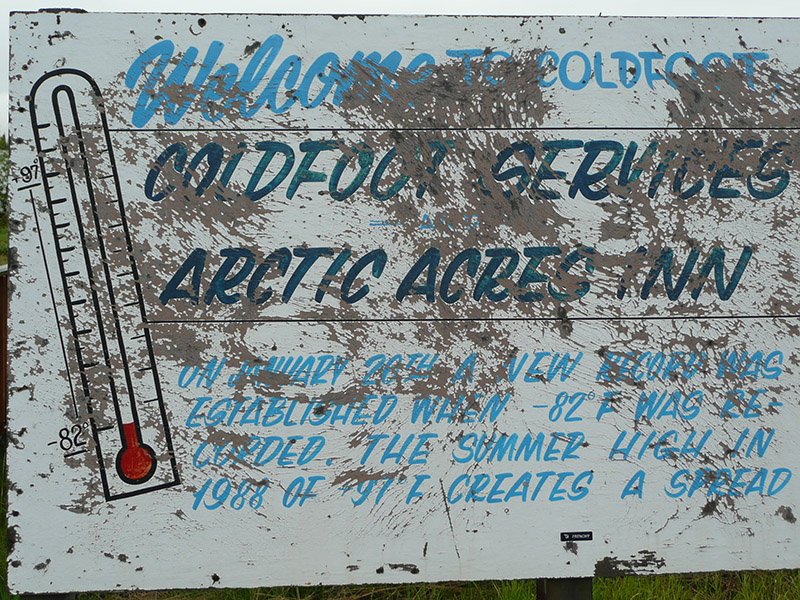 Welcome TO COLDFOOT
COLDFOOT SERVICES
AND
ARCTIC ACRES INN
97°
-82°
ON JANUARY 26TH A NEW RECORD WAS
ESTABLISHED WHEN -82°F WAS RE-
CORDED. THE SUMMER HIGH IN
1988 OF +97°F CREATES A SPREAD